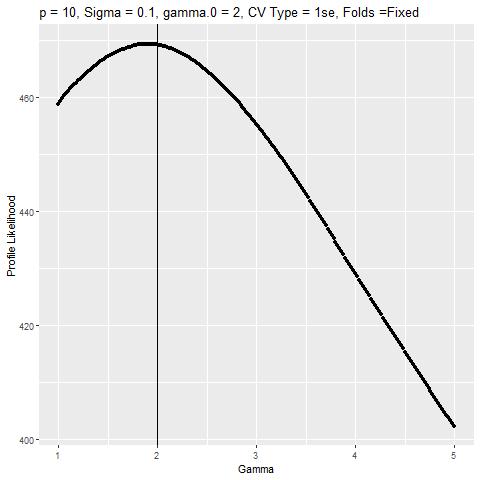 p = 10, Sigma = 0.1, gamma.0 = 2, CV Type = 1se, Folds =Fixed
Profile Likelihood
460
440
420
400
1 2 3 4 5
Gamma